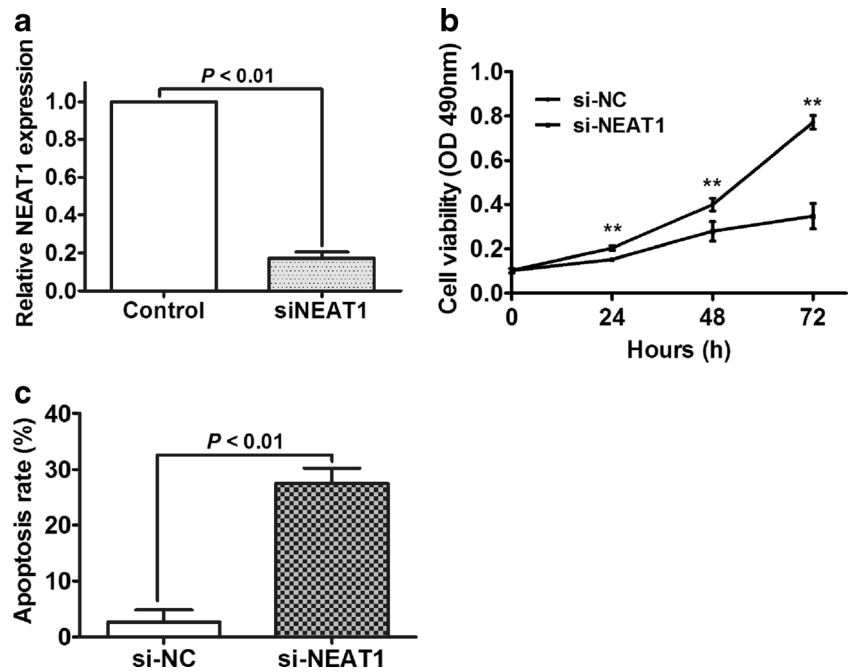 a
Relative NEAT1 expression
P < 0.01
1.0
0.8
0.6
0.4
0.2
0.0
Control
siNEAT1
b
Cell viability (OD 490nm)
1.0
0.8
0.6
0.4
0.2
0.0
si-NC
si-NEAT1
**
**
**
0
24
48
72
Hours (h)
c
Apoptosis rate (%)
P < 0.01
40
30
20
10
0
si-NC
si-NEAT1